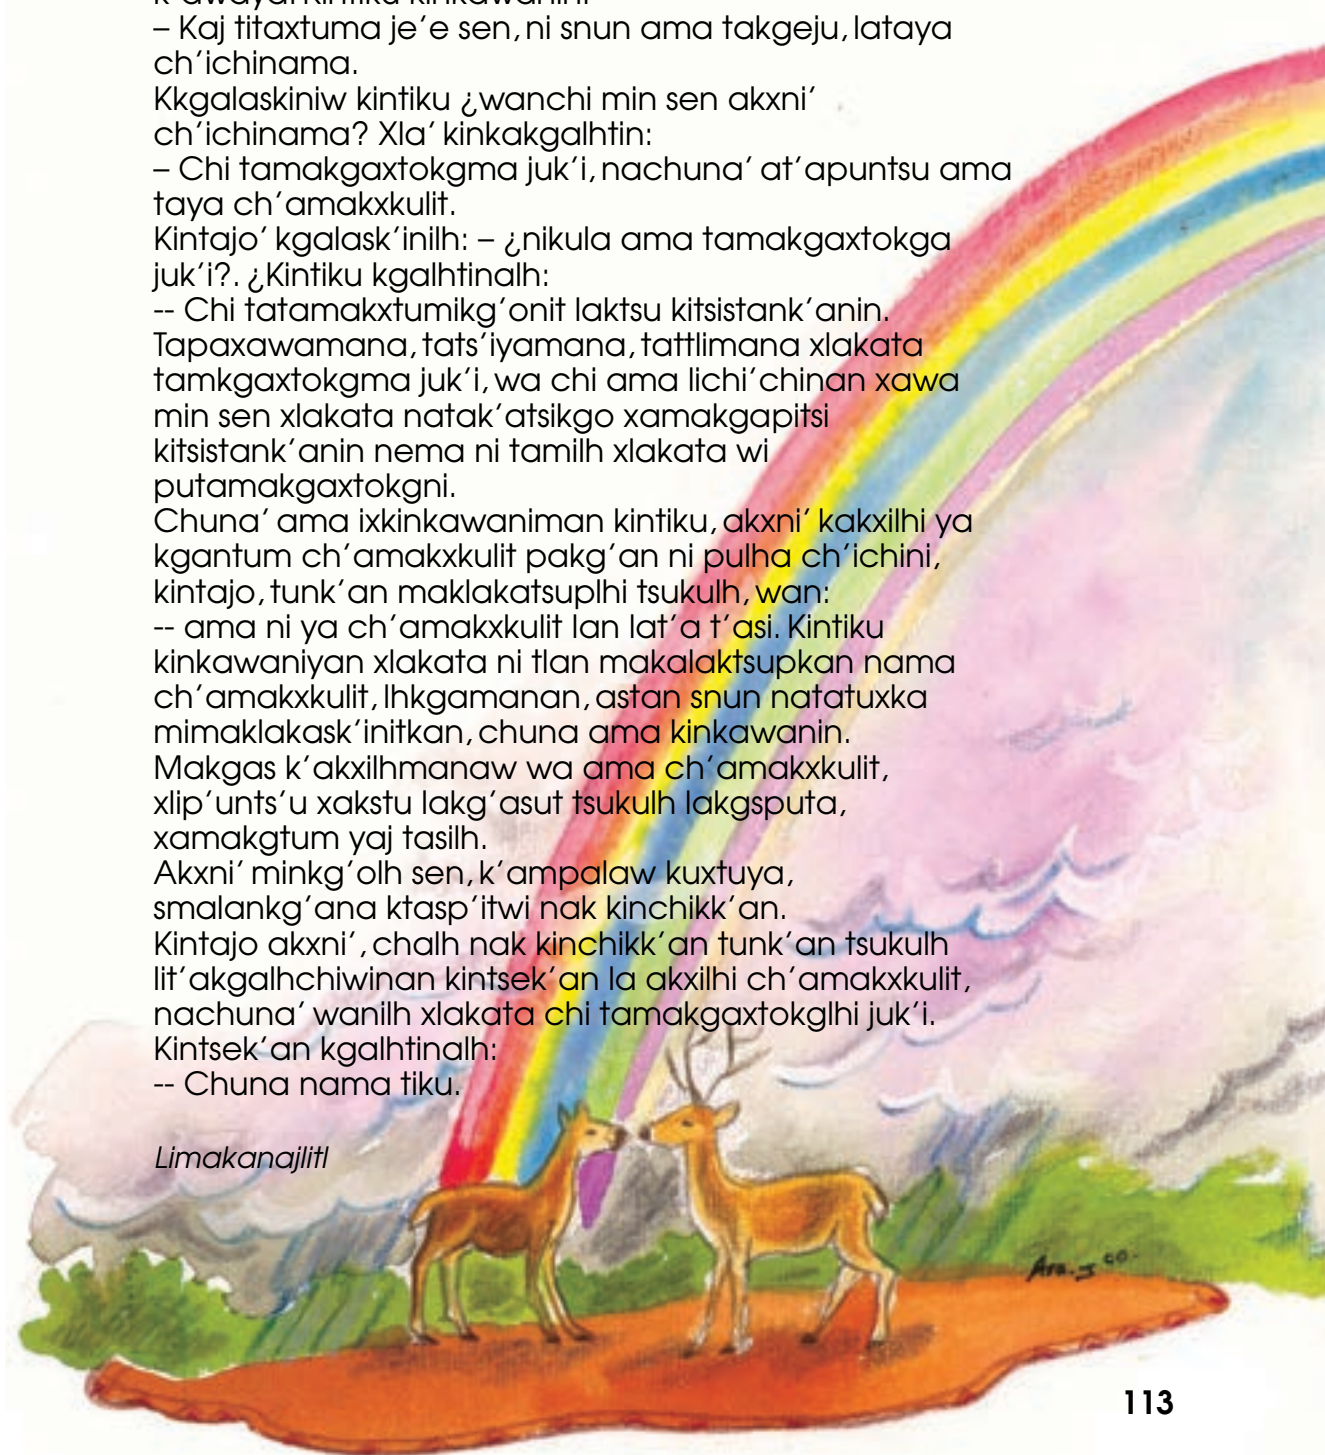 – Kaj titaxtuma je’e sen, ni snun ama takgeju, lataya
ch’ichinama.
Kkgalaskiniw kintiku ¿wanchi min sen akxni’
ch’ichinama? Xla’ kinkakgalhtin:
– Chi tamakgaxtokgma juk’i, nachuna’ at’apuntsu ama
taya ch’amakxkulit.
Kintajo’ kgalask’inilh: – ¿nikula ama tamakgaxtokga
juk’i?. ¿Kintiku kgalhtinalh:
-- Chi tatamakxtumikg’onit laktsu kitsistank’anin.
Tapaxawamana, tats’iyamana, tattlimana xlakata
tamkgaxtokgma juk’i, wa chi ama lichi’chinan xawa
min sen xlakata natak’atsikgo xamakgapitsi
kitsistank’anin nema ni tamilh xlakata wi
putamakgaxtokgni.
Chuna’ ama ixkinkawaniman kintiku, akxni’ kakxilhi ya
kgantum ch’amakxkulit pakg’an ni pulha ch’ichini,
kintajo, tunk’an maklakatsuplhi tsukulh, wan:
-- ama ni ya ch’amakxkulit lan lat’a t’asi. Kintiku
kinkawaniyan xlakata ni tlan makalaktsupkan nama
ch’amakxkulit, lhkgamanan, astan snun natatuxka
mimaklakask’initkan, chuna ama kinkawanin.
Makgas k’akxilhmanaw wa ama ch’amakxkulit,
xlip’unts’u xakstu lakg’asut tsukulh lakgsputa,
xamakgtum yaj tasilh.
Akxni’ minkg’olh sen, k’ampalaw kuxtuya,
smalankg’ana ktasp’itwi nak kinchikk’an.
Kintajo akxni’, chalh nak kinchikk’an tunk’an tsukulh
lit’akgalhchiwinan kintsek’an la akxilhi ch’amakxkulit,
nachuna’ wanilh xlakata chi tamakgaxtokglhi juk’i.
Kintsek’an kgalhtinalh:
-- Chuna nama tiku.
Limakanajlitl
113